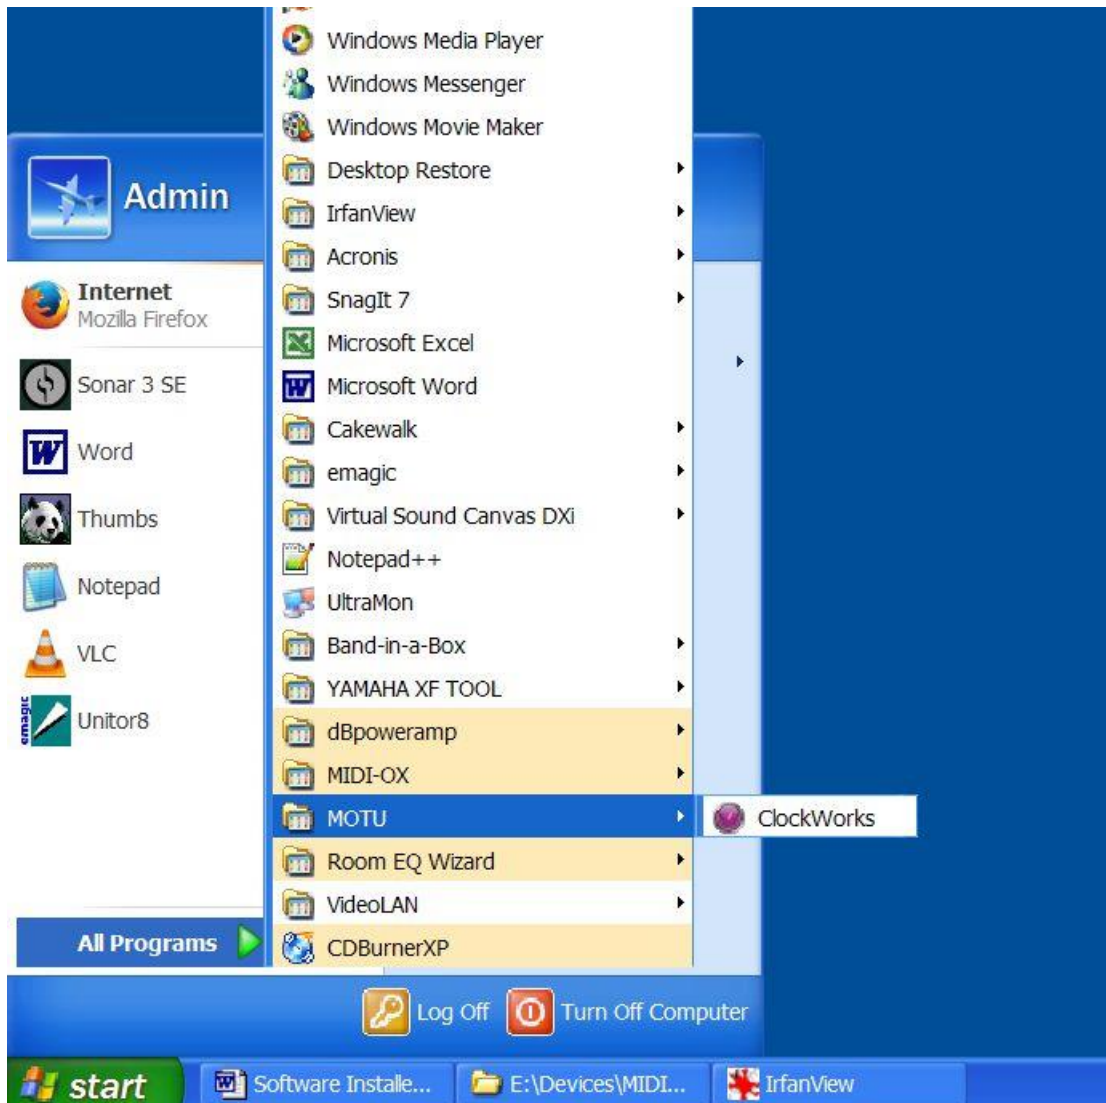 Windows Media Player
Windows Messenger
Windows Movie Maker
Desktop Restore
IrfanView
Acronis
SnagIt 7
Microsoft Excel
Microsoft Word
Cakewalk
emagic
Virtual Sound Canvas DXi
Notepad++
UltraMon
Band-in-a-Box
YAMAHA XF TOOL
dBpoweramp
MIDI-OX
MOTU
Room EQ Wizard
VideoLAN
CDBurnerXP
ClockWorks
Admin
Internet
Mozilla Firefox
Sonar 3 SE
Word
Thumbs
Notepad
VLC
emagic
Unitor8
All Programs
Log Off
Turn Off Computer
start
Software Installe...
E:\Devices\MIDI...
IrfanView